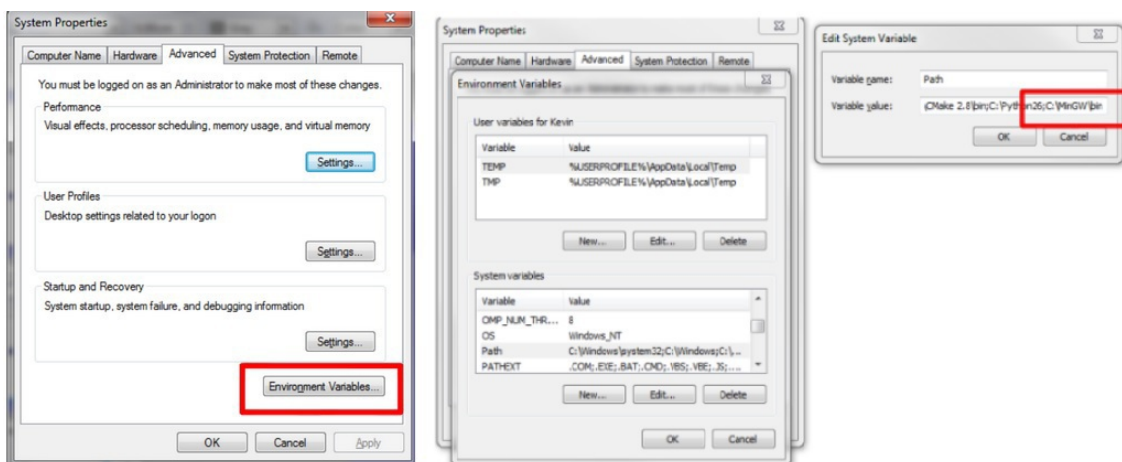 System Properties
Computer Name Hardware Advanced System Protection Remote
You must be logged on as an Administrator to make most of these changes.
Performance
Visual effects, processor scheduling, memory usage, and virtual memory
Settings...
User Profiles
Desktop settings related to your logon
Settings...
Startup and Recovery
System startup, system failure, and debugging information
Settings...
Environment Variables...
OK Cancel Apply
System Properties
Computer Name Hardware Advanced System Protection Remote
Environment Variables
User variables for Kevin
Variable Value
TEMP %USERPROFILE%\AppData\Local\Temp
TMP %USERPROFILE%\AppData\Local\Temp
New... Edit... Delete
System variables
Variable Value
OMP_NUM_THR... 8
OS Windows_NT
Path C:\Windows\system32;C:\Windows;C:\...
PATHEXT .COM;.EXE;.BAT;.CMD;.VBS;.VBE;.JS;....
New... Edit... Delete
OK Cancel
Edit System Variable
Variable name: Path
Variable value: CMake 2.8\bin;C:\Python26;C:\MinGW\bin
OK Cancel